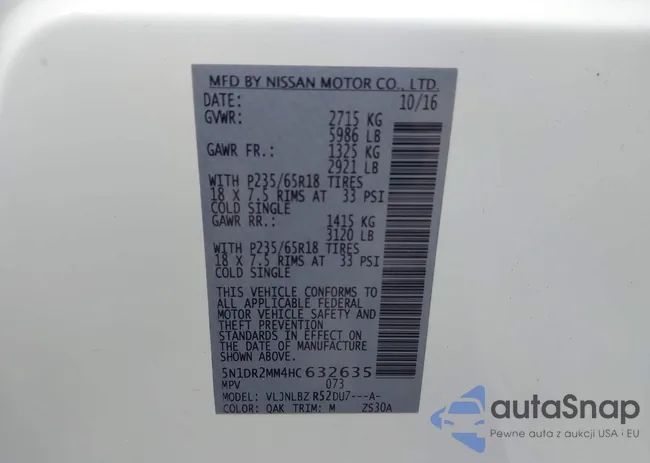 MFD BY NISSAN MOTOR CO., LTD.
DATE: 10/16
GVWR: 2715 KG
5986 LB
GAWR FR.: 1325 KG
2921 LB
WITH P235/65R18 TIRES
18 X 7.5 RIMS AT 33 PSI
COLD SINGLE
GAWR RR.: 1415 KG
3120 LB
WITH P235/65R18 TIRES
18 X 7.5 RIMS AT 33 PSI
COLD SINGLE
THIS VEHICLE CONFORMS TO
ALL APPLICABLE FEDERAL
MOTOR VEHICLE SAFETY AND
THEFT PREVENTION
STANDARDS IN EFFECT ON
THE DATE OF MANUFACTURE
SHOWN ABOVE.
5N1DR2MM4HC632635
MPV 073
MODEL: VLJNLBZ R52DU7---A-
COLOR: QAK TRIM: M ZS30A
autoSnap
Pewne auta z aukcji USA i EU